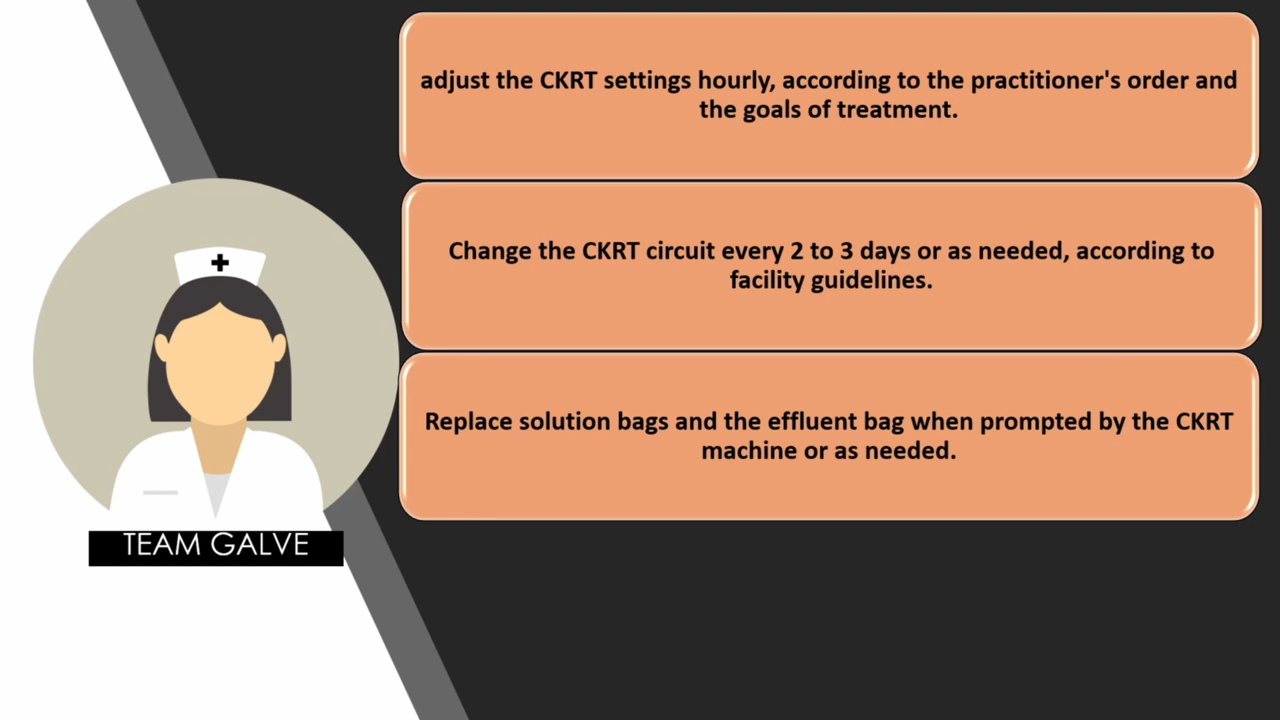 adjust the CKRT settings hourly, according to the practitioner's order and
the goals of treatment.
Change the CKRT circuit every 2 to 3 days or as needed, according to
facility guidelines.
Replace solution bags and the effluent bag when prompted by the CKRT
machine or as needed.
TEAM GALVE